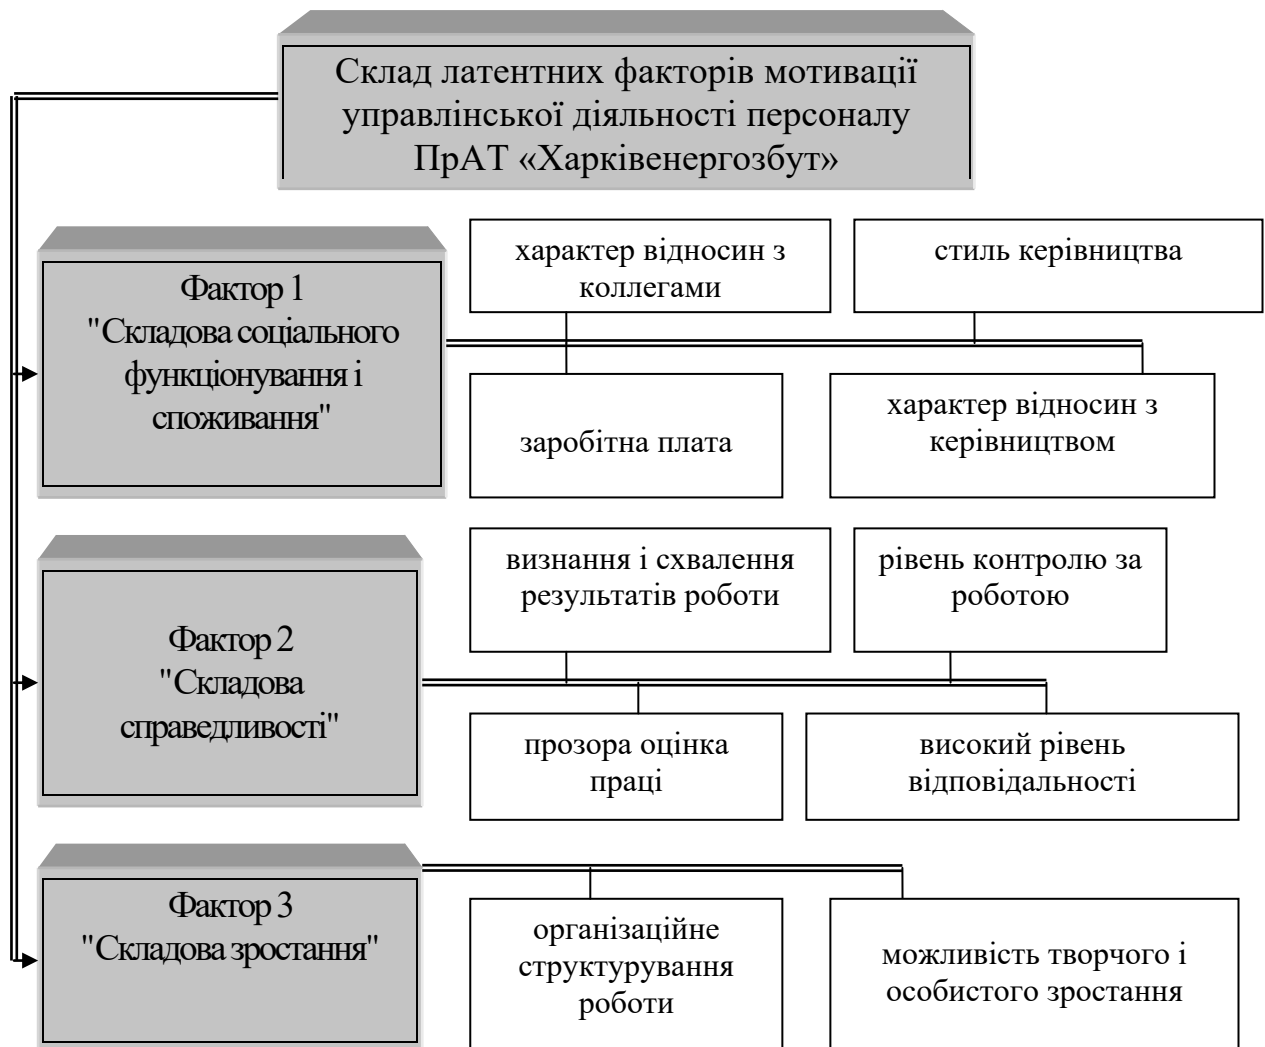 Склад латентних факторів мотивації
управлінської діяльності персоналу
ПрАТ «Харківенергозбут»
Фактор 1
"Складова соціального
функціонування і
споживання"
характер відносин з
коллегами
стиль керівництва
заробітна плата
характер відносин з
керівництвом
Фактор 2
"Складова
справедливості"
визнання і схвалення
результатів роботи
рівень контролю за
роботою
прозора оцінка
праці
високий рівень
відповідальності
Фактор 3
"Складова зростання"
організаційне
структурування
роботи
можливість творчого і
особистого зростання